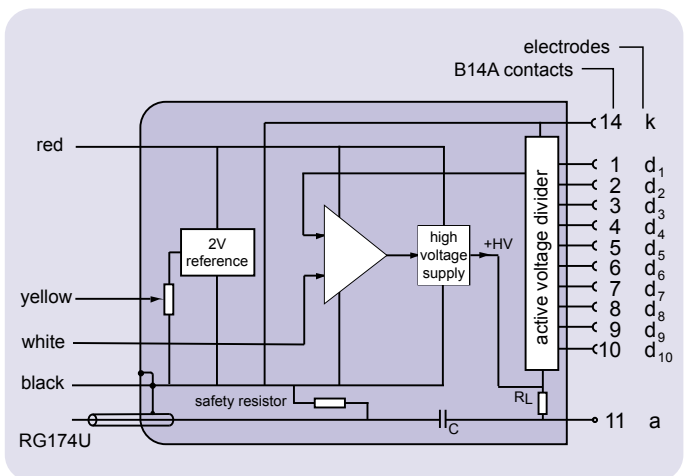 electrodes
B14A contacts
14 k
red
1 d1
2 d2
3 d3
4 d4
5 d5
6 d6
7 d7
8 d8
9 d9
10 d10
active voltage divider
2V
reference
high
voltage
supply
+HV
yellow
white
black
safety resistor
RL
C
11 a
RG174U